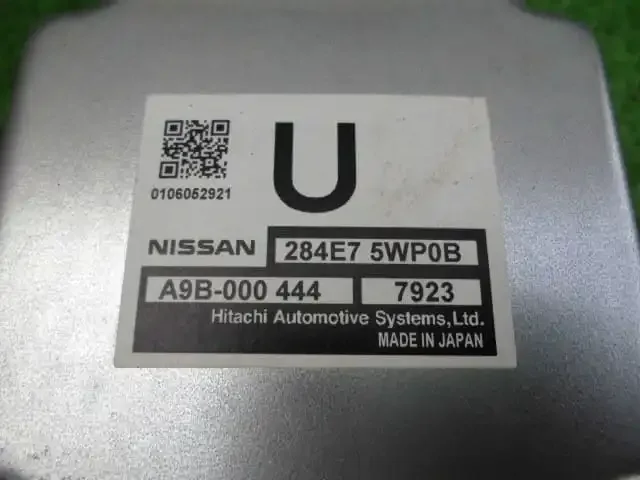 U
0106052921
NISSAN 284E7 5WP0B
A9B-000 444 7923
Hitachi Automotive Systems,Ltd.
MADE IN JAPAN